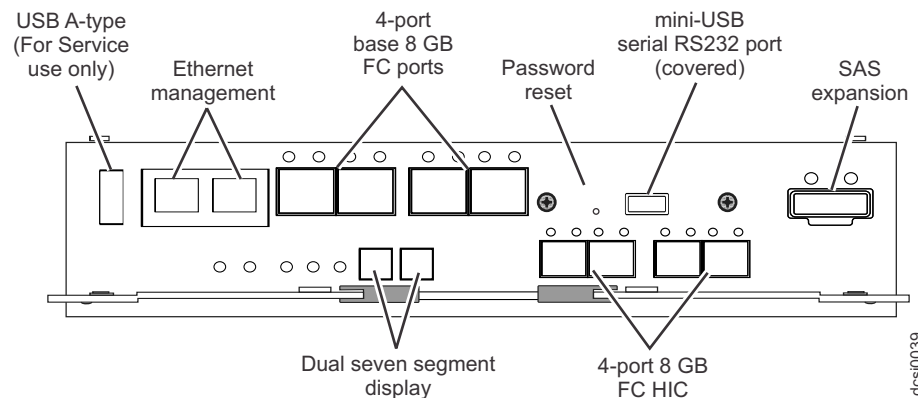 USB A-type
(For Service
use only)
Ethernet
management
4-port
base 8 GB
FC ports
Password
reset
mini-USB
serial RS232 port
(covered)
SAS
expansion
Dual seven segment
display
4-port 8 GB
FC HIC
dcsi0039